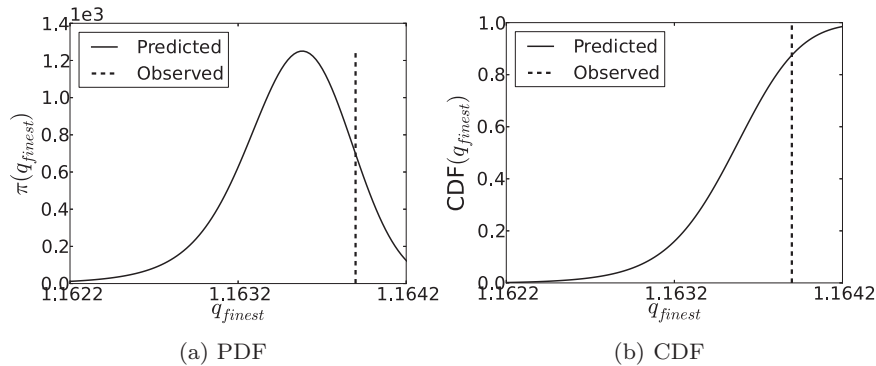 1e3
1.4
1.2
1.0
0.8
0.6
0.4
0.2
0.0
π(q_finest)
Predicted
Observed
1.1622 1.1632 1.1642
q_finest
(a) PDF
1.0
0.8
0.6
0.4
0.2
0.0
CDF(q_finest)
Predicted
Observed
1.1622 1.1632 1.1642
q_finest
(b) CDF